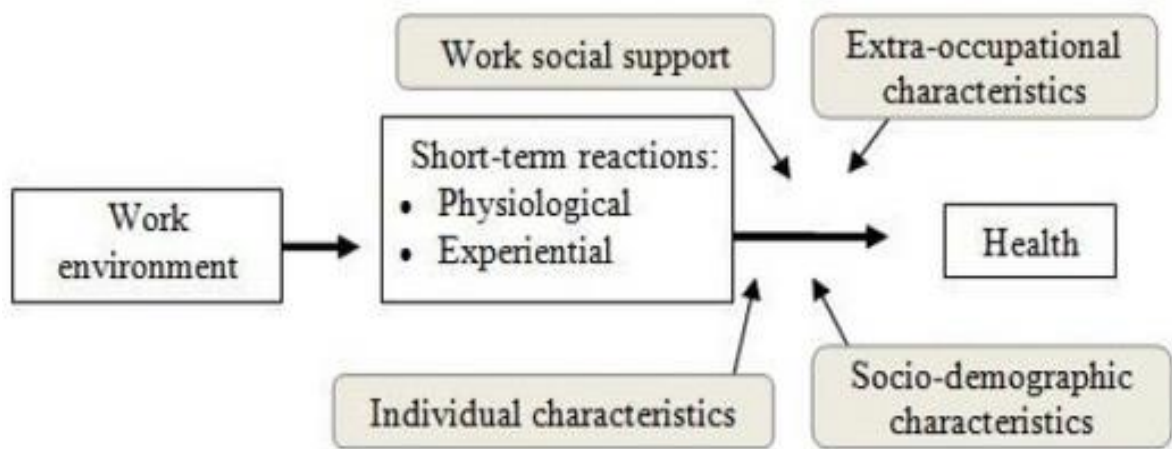 Work social support
Extra-occupational
characteristics
Short-term reactions:
• Physiological
• Experiential
Work
environment
Health
Individual characteristics
Socio-demographic
characteristics